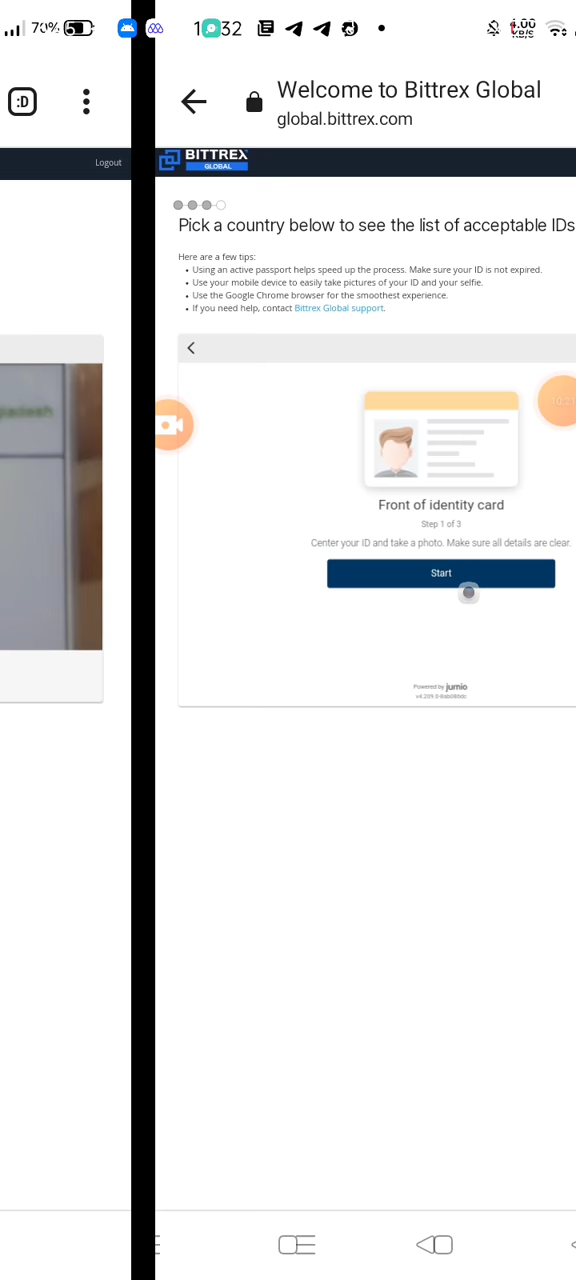 70%
:D
Logout
Welcome to Bittrex Global
global.bittrex.com
BITTREX
GLOBAL
Pick a country below to see the list of acceptable IDs
Here are a few tips:
• Using an active passport helps speed up the process. Make sure your ID is not expired.
• Use your mobile device to easily take pictures of your ID and your selfie.
• Use the Google Chrome browser for the smoothest experience.
• If you need help, contact Bittrex Global support.
Front of identity card
Step 1 of 3
Center your ID and take a photo. Make sure all details are clear.
Start
Powered by jumio